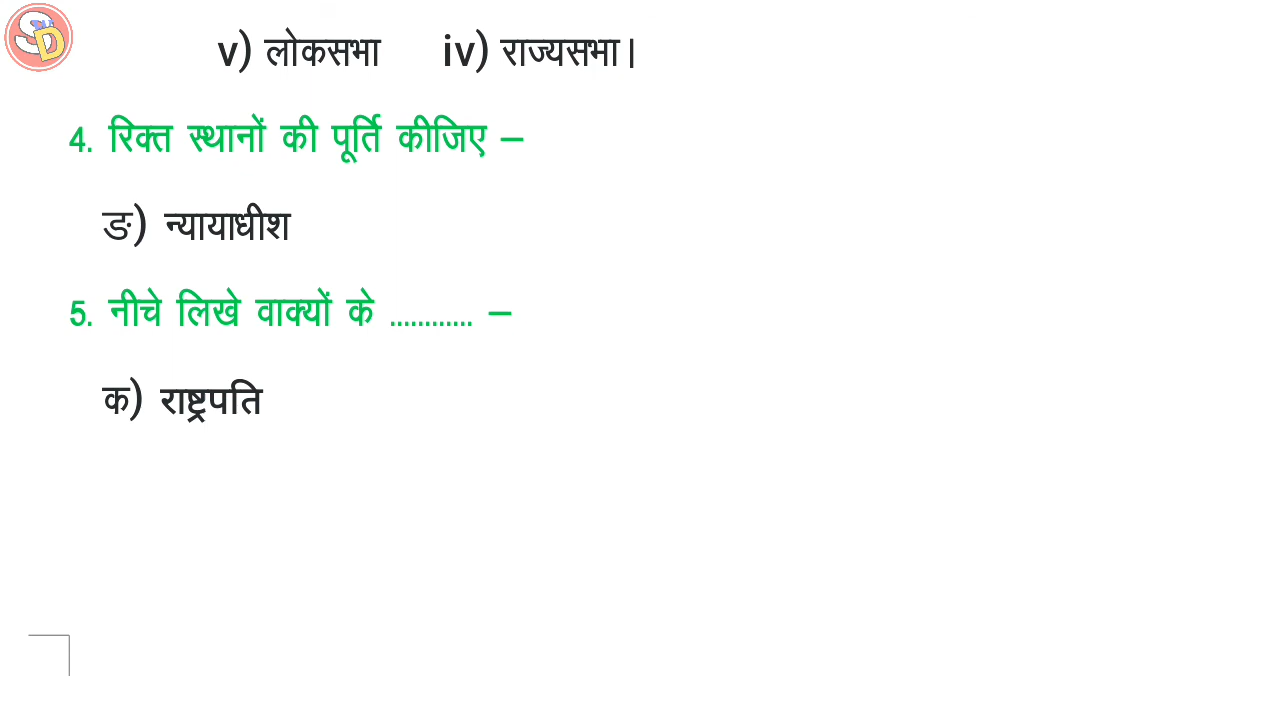 v) लोकसभा iv) राज्यसभा।
4. रिक्त स्थानों की पूर्ति कीजिए –
ङ) न्यायाधीश
5. नीचे लिखे वाक्यों के ............ –
क) राष्ट्रपति